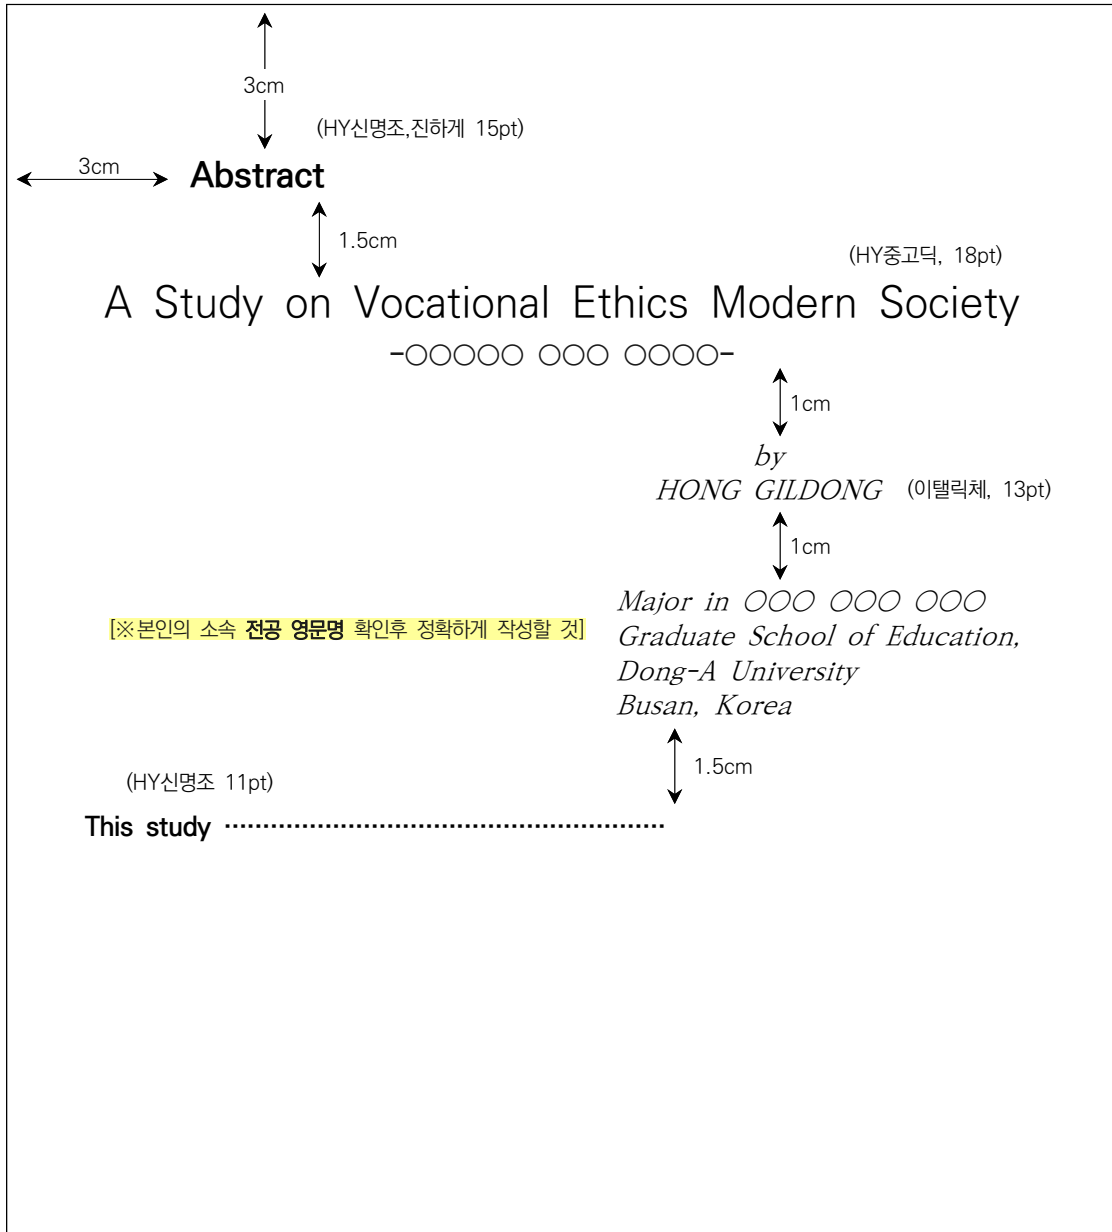 3cm
(HY신명조,진하게 15pt)
3cm
Abstract
1.5cm
(HY중고딕, 18pt)
A Study on Vocational Ethics Modern Society
-○○○○○ ○○○ ○○○○-
1cm
by
HONG GILDONG (이탤릭체, 13pt)
1cm
Major in ○○○ ○○○ ○○○
[※본인의 소속 전공 영문명 확인후 정확하게 작성할 것]
Graduate School of Education,
Dong-A University
Busan, Korea
1.5cm
(HY신명조 11pt)
This study ························································